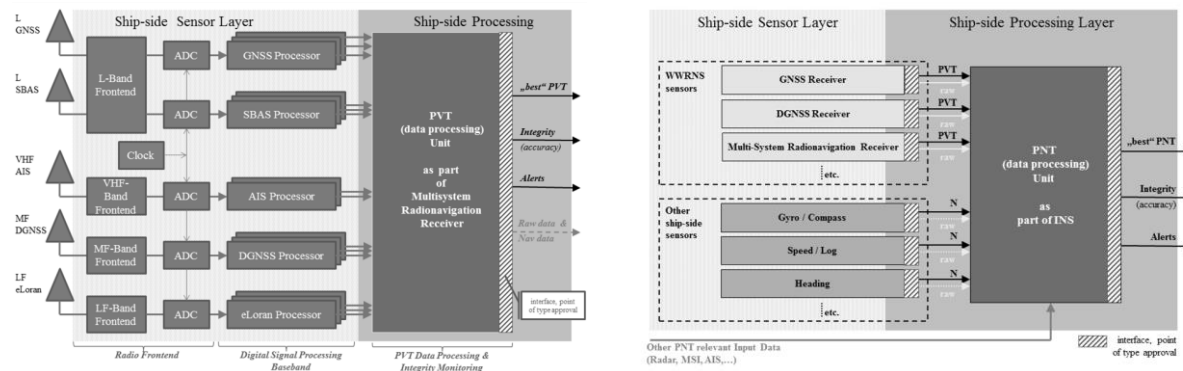 Ship-side Sensor Layer
Ship-side Processing
L
GNSS
L
SBAS
VHF
AIS
MF
DGNSS
LF
eLoran
L-Band
Frontend
Clock
VHF-
Band
Frontend
MF-Band
Frontend
LF-Band
Frontend
ADC
ADC
ADC
ADC
ADC
GNSS Processor
SBAS Processor
AIS Processor
DGNSS Processor
eLoran Processor
PVT
(data processing)
Unit
as part
of
Multisystem
Radionavigation
Receiver
„best“ PVT
Integrity
(accuracy)
Alerts
Raw data &
Nav data
interface, point
of type approval
Radio Frontend
Digital Signal Processing
Baseband
PVT Data Processing &
Integrity Monitoring
Ship-side Sensor Layer
Ship-side Processing Layer
WWRNS
sensors
GNSS Receiver
DGNSS Receiver
Multi-System Radionavigation Receiver
etc.
PVT
raw
PVT
raw
PVT
raw
Other
ship-side
sensors
Gyro / Compass
Speed / Log
Heading
etc.
N
raw
N
raw
N
raw
PNT
(data processing)
Unit
as
part of INS
„best“ PNT
Integrity
(accuracy)
Alerts
Other PNT relevant Input Data
(Radar, MSI, AIS,…)
interface, point
of type approval